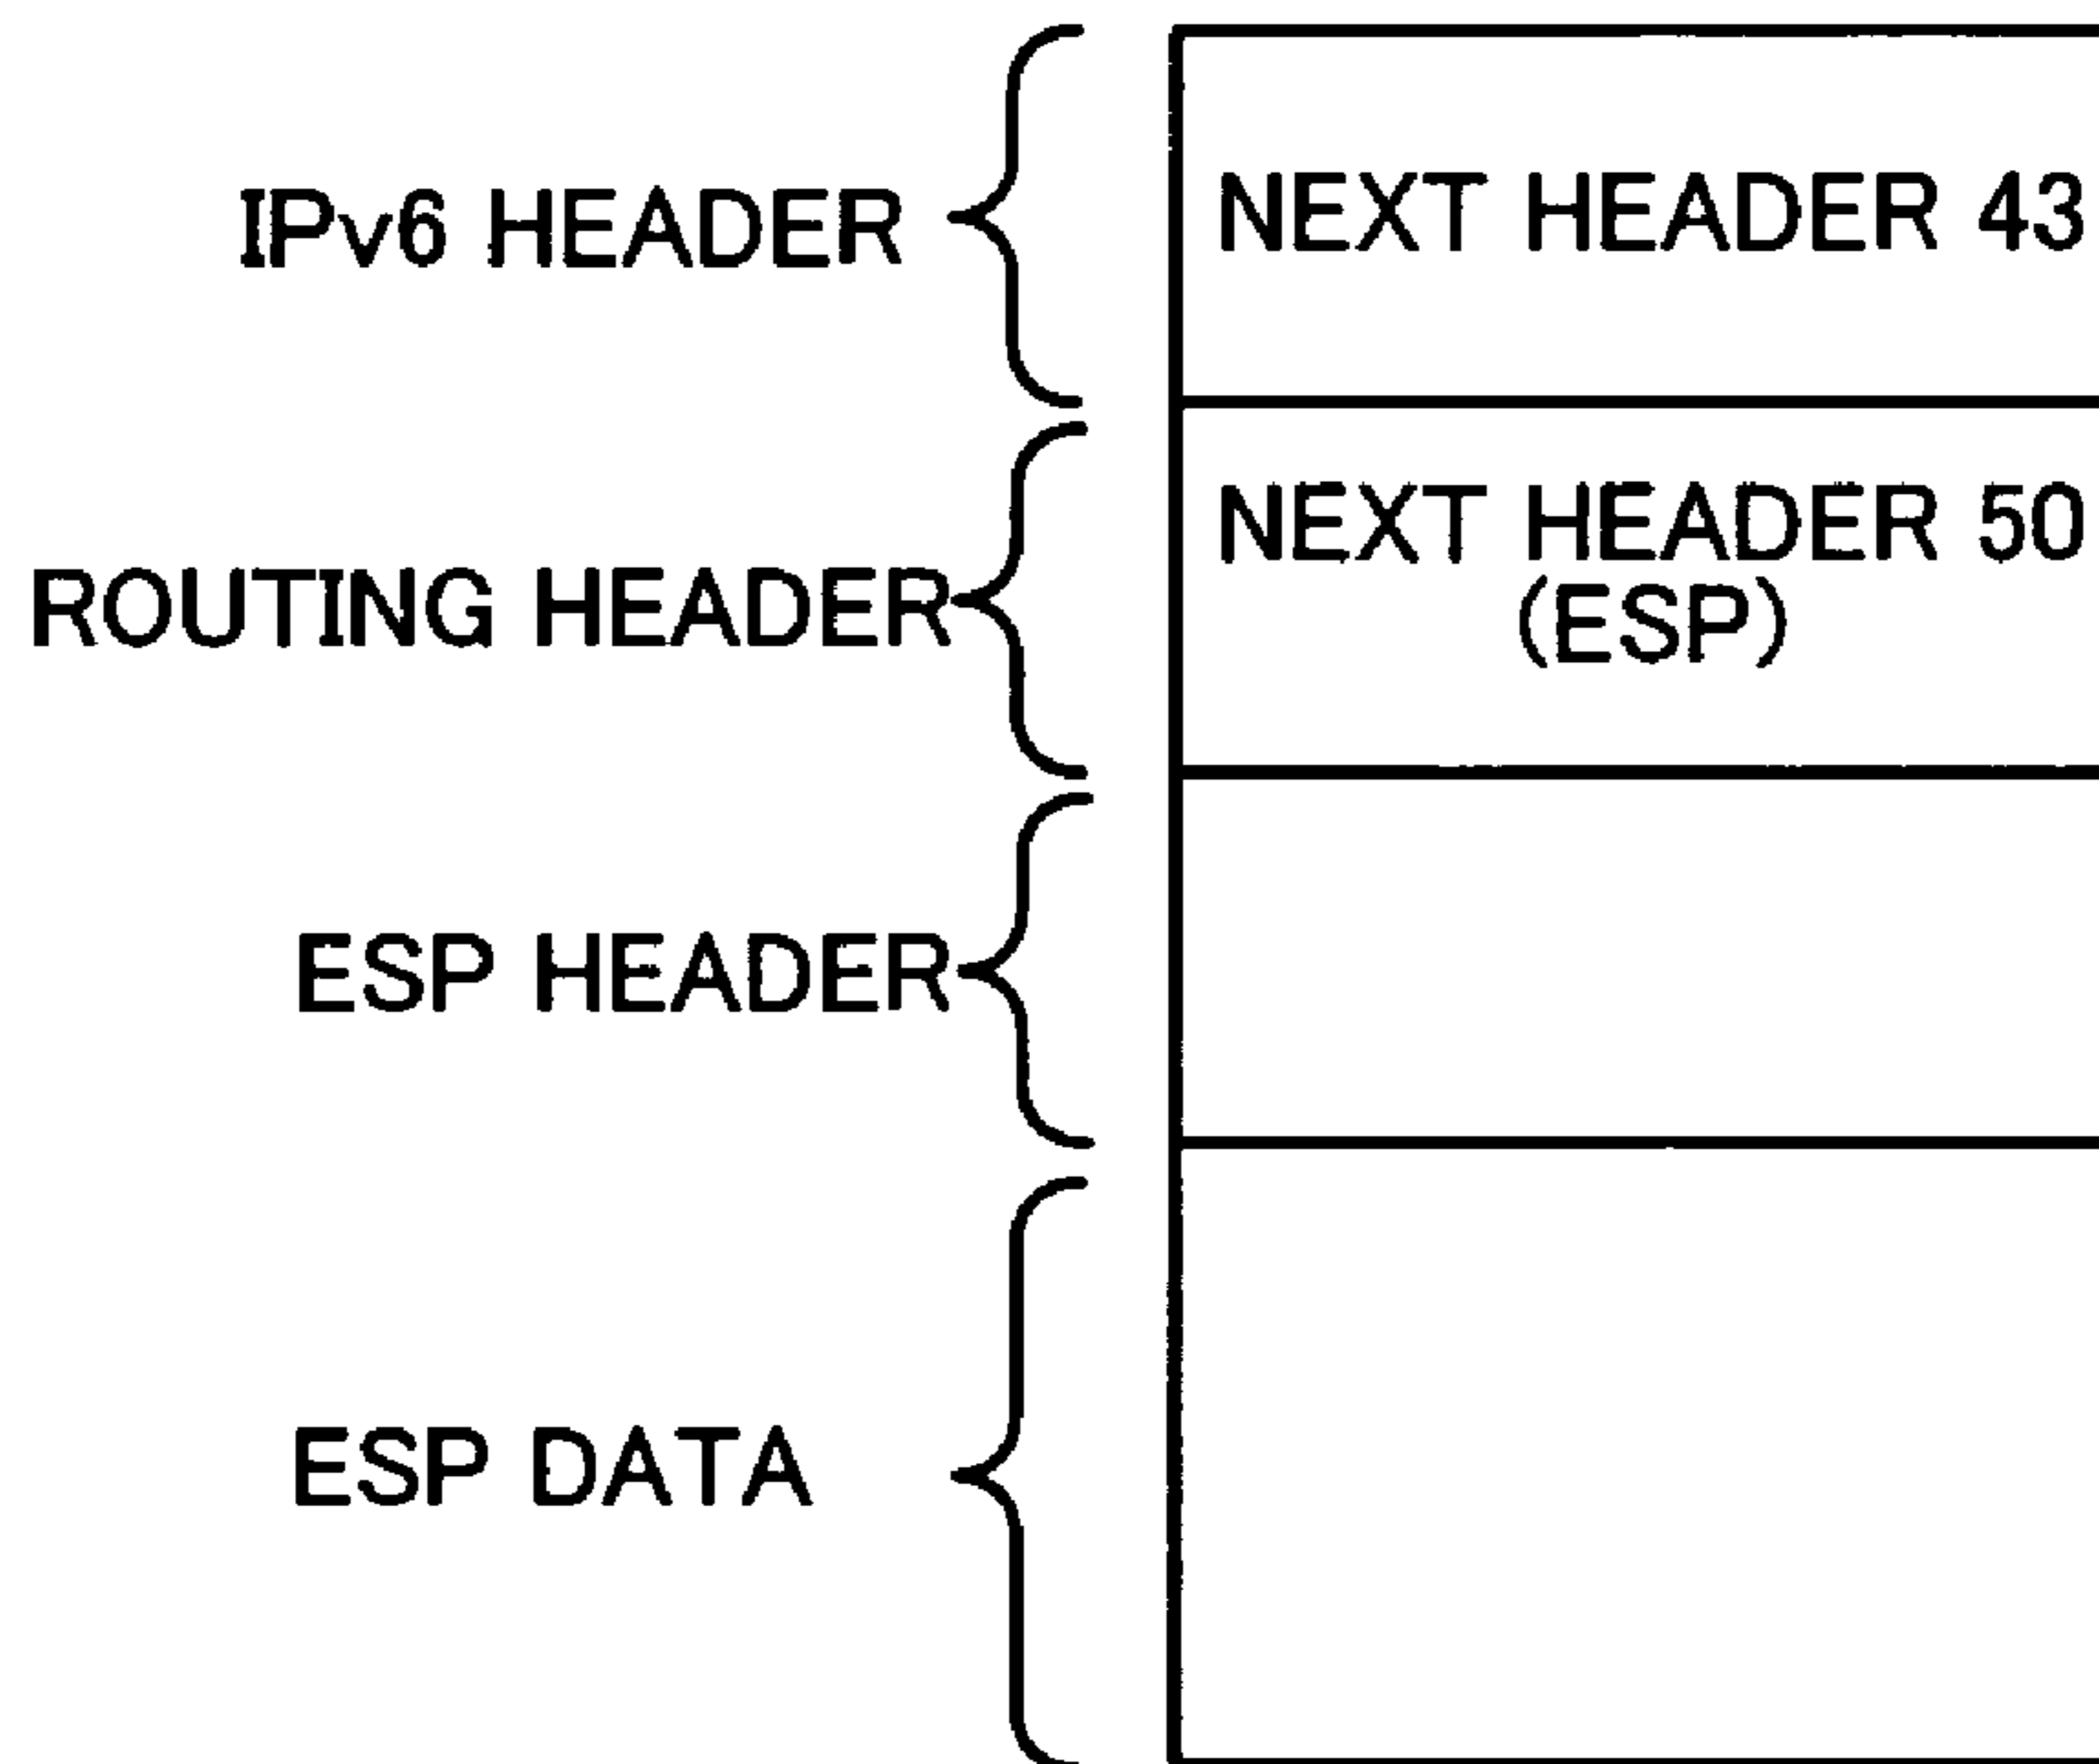 IPv6 HEADER
NEXT HEADER 43
ROUTING HEADER
NEXT HEADER 50
(ESP)
ESP HEADER
ESP DATA